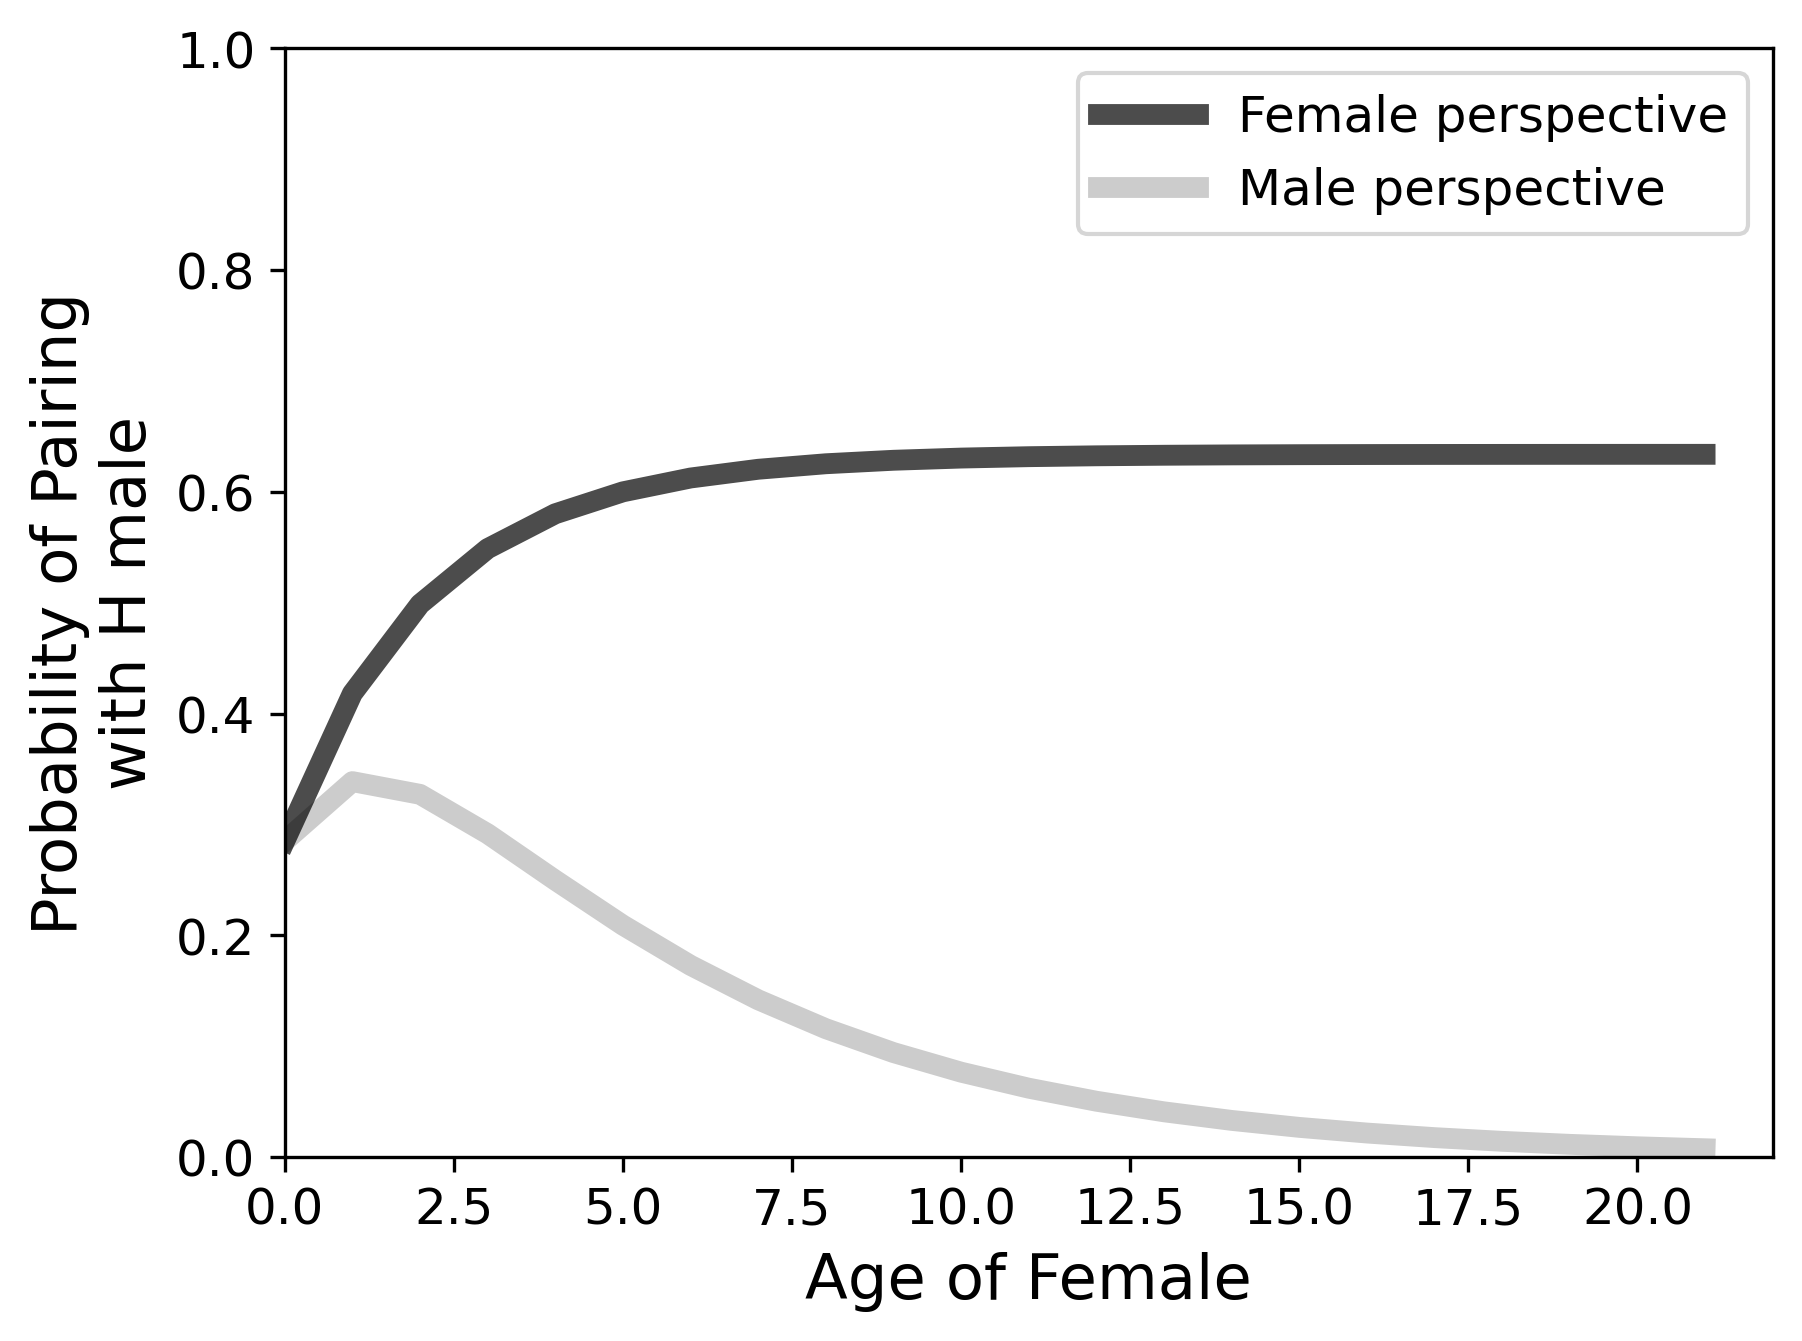 Female perspective
Male perspective
1.0
0.8
0.6
0.4
0.2
0.0
Probability of Pairing
with H male
0.0 2.5 5.0 7.5 10.0 12.5 15.0 17.5 20.0
Age of Female